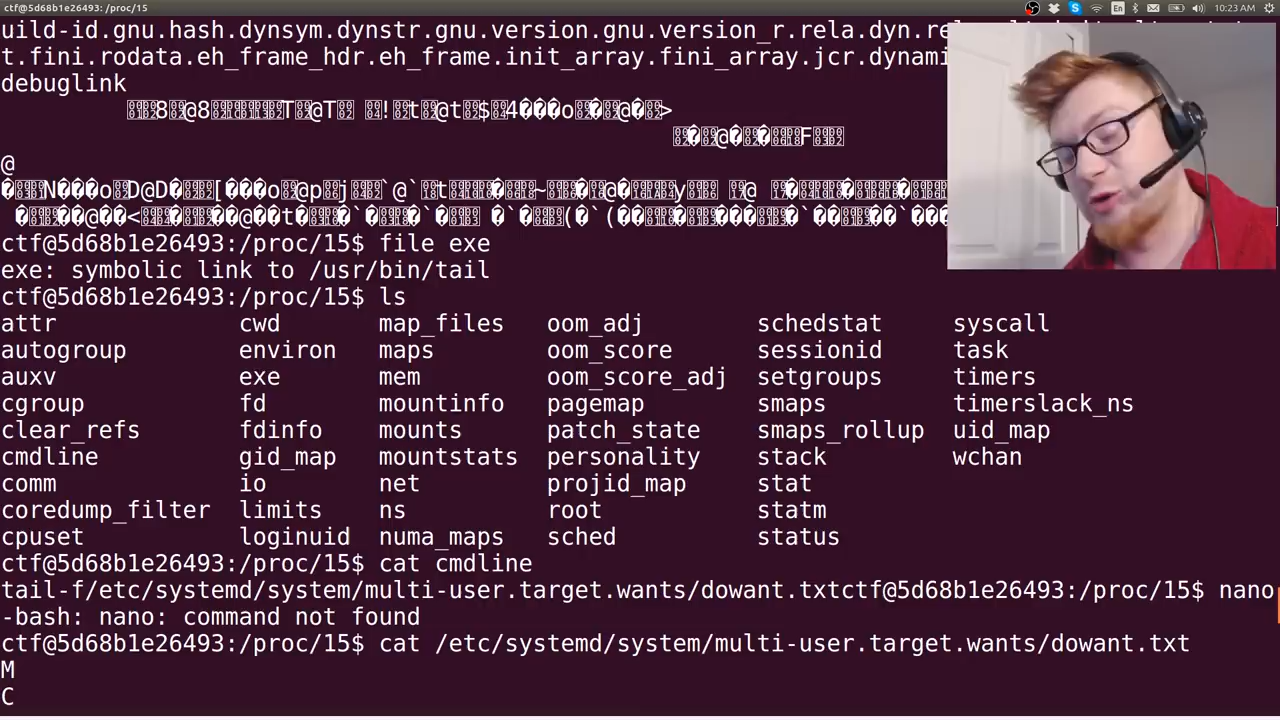 ctf@5d68b1e26493: /proc/15
En
10:23 AM
uild-id.gnu.hash.dynsym.dynstr.gnu.version.gnu.version_r.rela.dyn.re
t.fini.rodata.eh_frame_hdr.eh_frame.init_array.fini_array.jcr.dynami
debuglink
@
ctf@5d68b1e26493:/proc/15$ file exe
exe: symbolic link to /usr/bin/tail
ctf@5d68b1e26493:/proc/15$ ls
attr cwd map_files oom_adj schedstat syscall
autogroup environ maps oom_score sessionid task
auxv exe mem oom_score_adj setgroups timers
cgroup fd mountinfo pagemap smaps timerslack_ns
clear_refs fdinfo mounts patch_state smaps_rollup uid_map
cmdline gid_map mountstats personality stack wchan
comm io net projid_map stat
coredump_filter limits ns root statm
cpuset loginuid numa_maps sched status
ctf@5d68b1e26493:/proc/15$ cat cmdline
tail-f/etc/systemd/system/multi-user.target.wants/dowant.txtctf@5d68b1e26493:/proc/15$ nano
-bash: nano: command not found
ctf@5d68b1e26493:/proc/15$ cat /etc/systemd/system/multi-user.target.wants/dowant.txt
M
C